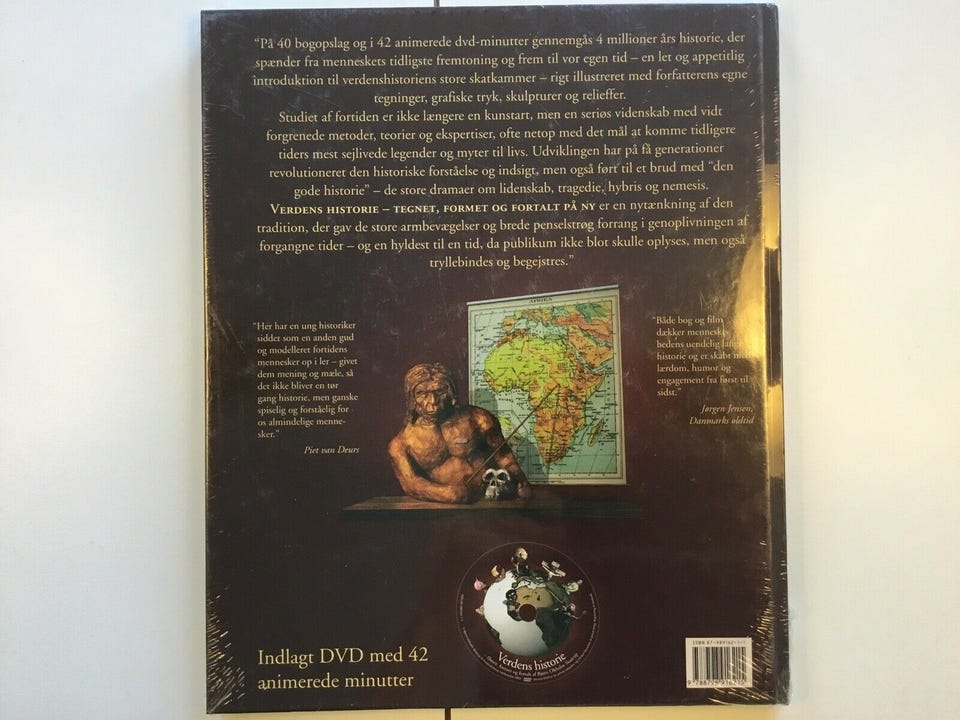 “På 40 bogopslag og i 42 animerede dvd-minutter gennemgås 4 millioner års historie, der
spænder fra menneskets tidligste fremtoning og frem til vor egen tid – en let og appetitlig
introduktion til verdenshistoriens store skatkammer – rigt illustreret med forfatterens egne
tegninger, grafiske tryk, skulpturer og relieffer.
Studiet af fortiden er ikke længere en kunstart, men en seriøs videnskab med vidt
forgrenede metoder, teorier og ekspertiser, ofte netop med det mål at komme tidligere
tiders mest sejlivede legender og myter til livs. Udviklingen har på få generationer
revolutioneret den historiske forståelse og indsigt, men også ført til et brud med “den
gode historie” – de store dramaer om lidenskab, tragedie, hybris og nemesis.
VERDENS HISTORIE – TEGNET, FORMET OG FORTALT PÅ NY er en nytænkning af den
tradition, der gav de store armbevægelser og brede penselstrøg forrang i genoplivningen af
forgangne tider – og en hyldest til en tid, da publikum ikke blot skulle oplyses, men også
tryllebindes og begejstres.”
“Her har en ung historiker
siddet som en anden gud
og modelleret fortidens
mennesker op i ler – givet
dem mening og mæle, så
det ikke bliver en tør
gang historie, men ganske
spiselig og forståelig for
os almindelige menne-
sker.”
Piet van Deurs
AFRIKA
“Både bog og film
dækker menneske-
hedens uendelig lange
historie og er skabt med
lærdom, humor og
engagement fra først til
sidst.”
Jørgen Jensen,
Danmarks oldtid
Verdens historie
Indlagt DVD med 42
animerede minutter
ISBN 87-989162-1-1